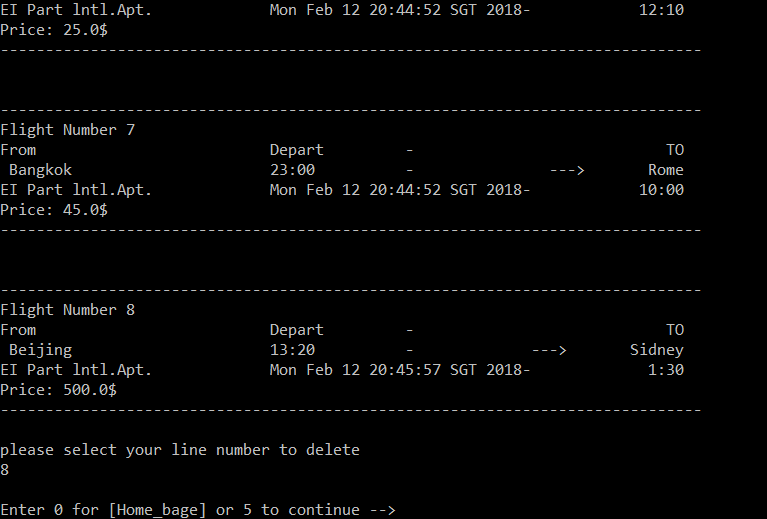 EI Part lntl.Apt. Mon Feb 12 20:44:52 SGT 2018- 12:10
Price: 25.0$
------------------------------------------------------------------------------
------------------------------------------------------------------------------
Flight Number 7
From Depart - TO
Bangkok 23:00 - ---> Rome
EI Part lntl.Apt. Mon Feb 12 20:44:52 SGT 2018- 10:00
Price: 45.0$
------------------------------------------------------------------------------
------------------------------------------------------------------------------
Flight Number 8
From Depart - TO
Beijing 13:20 - ---> Sidney
EI Part lntl.Apt. Mon Feb 12 20:45:57 SGT 2018- 1:30
Price: 500.0$
------------------------------------------------------------------------------
please select your line number to delete
8
Enter 0 for [Home_bage] or 5 to continue -->